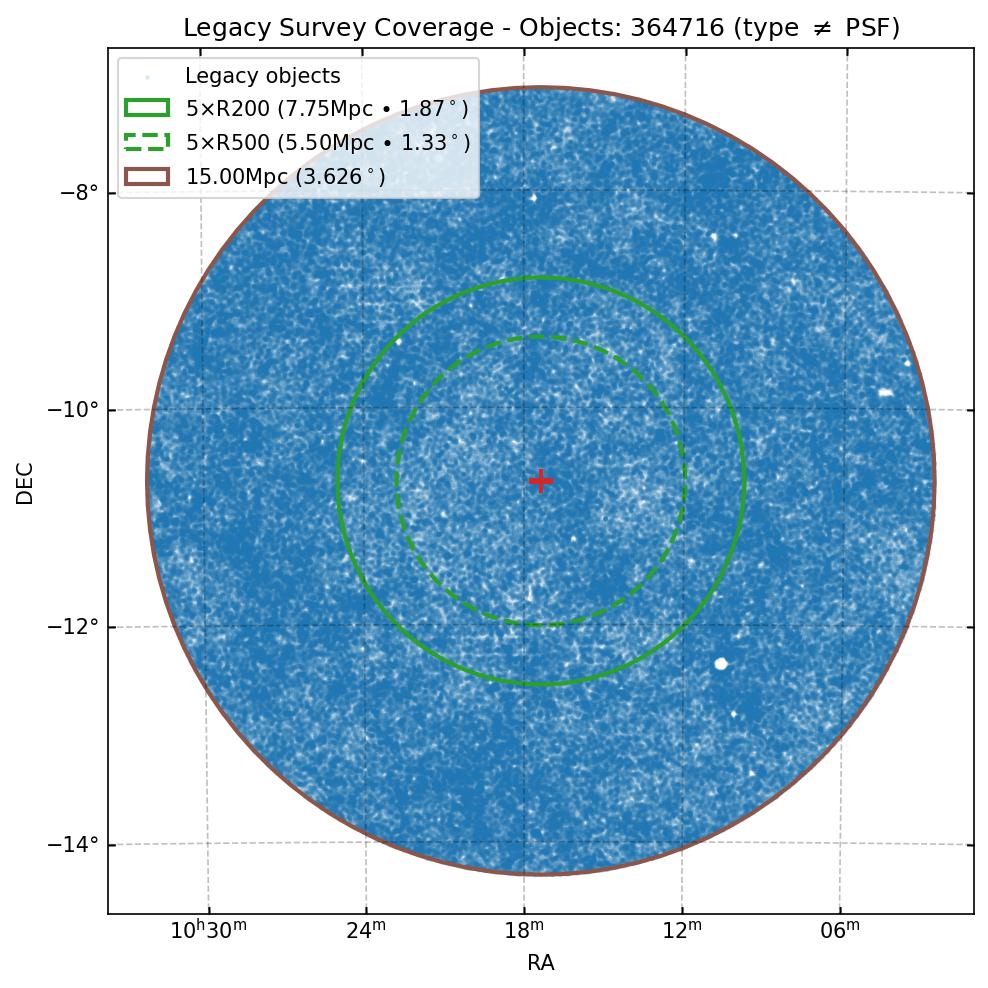 Legacy Survey Coverage - Objects: 364716 (type ≠ PSF)
Legacy objects
5×R200 (7.75Mpc • 1.87°)
5×R500 (5.50Mpc • 1.33°)
15.00Mpc (3.626°)
−8°
−10°
−12°
−14°
DEC
10ʰ30ᵐ 24ᵐ 18ᵐ 12ᵐ 06ᵐ
RA